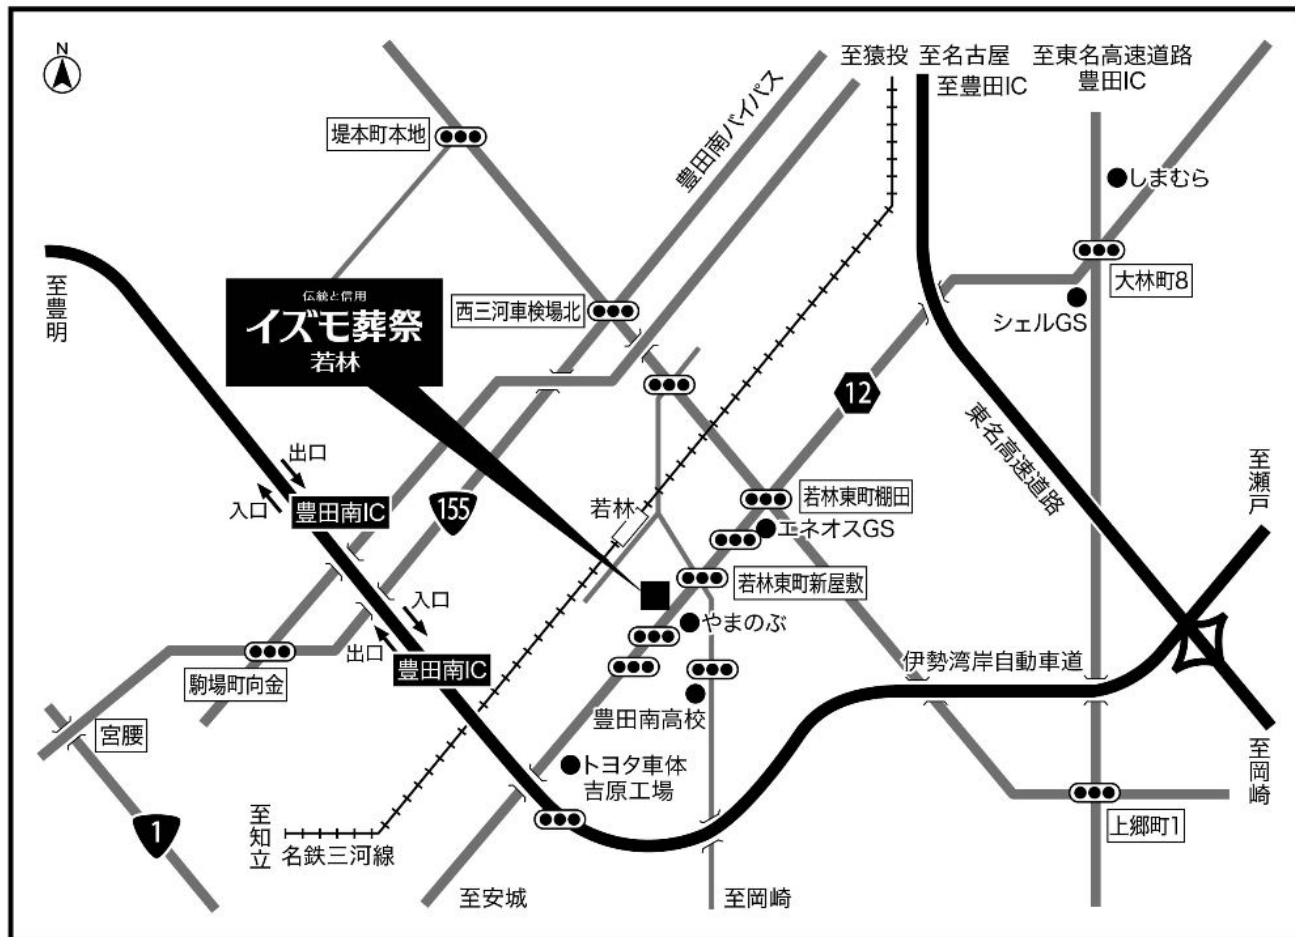 N
至猿投
至名古屋
至豊田IC
至東名高速道路
豊田IC
堤本町本地
豊田南バイパス
しまむら
至豊明
伝統と信用
イズモ葬祭
若林
西三河車検場北
大林町8
シェルGS
12
東名高速道路
至瀬戸
出口
入口
豊田南IC
155
若林
若林東町棚田
エネオスGS
若林東町新屋敷
入口
出口
豊田南IC
やまのぶ
駒場町向金
伊勢湾岸自動車道
豊田南高校
宮腰
トヨタ車体
吉原工場
至岡崎
1
至知立
名鉄三河線
上郷町1
至安城
至岡崎